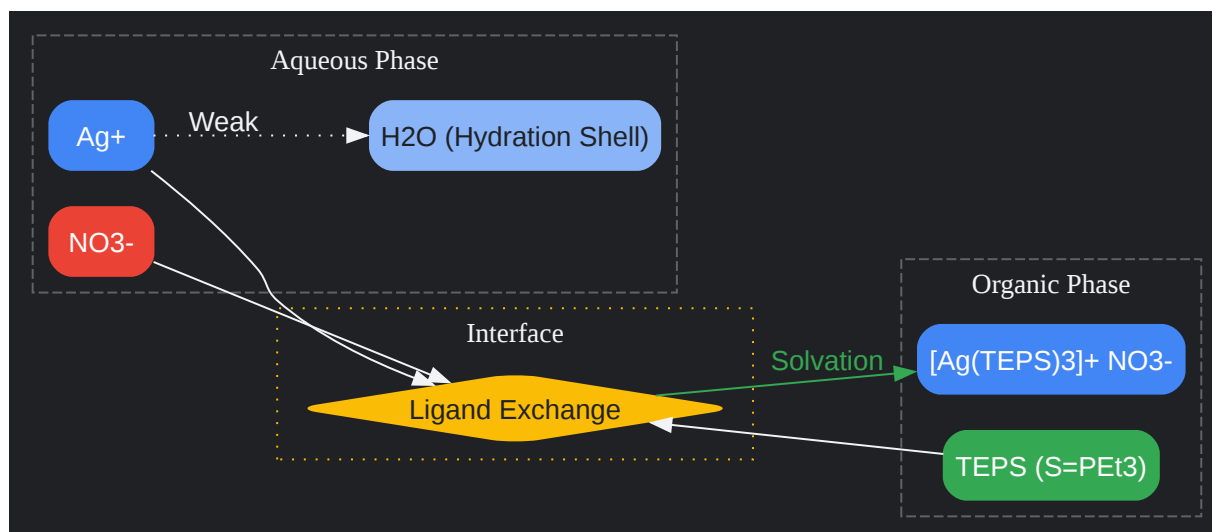 Aqueous Phase
Ag+
Weak
H2O (Hydration Shell)
NO3-
Organic Phase
Interface
[Ag(TEPS)3]+ NO3-
Solvation
Ligand Exchange
TEPS (S=PEt3)